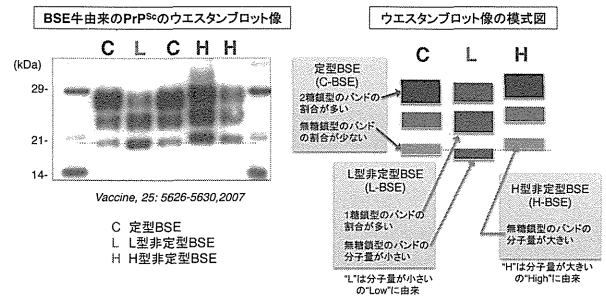 BSE牛由来のPrPScのウエスタンブロット像
C L C H H
(kDa)
29-
21-
14-
Vaccine, 25: 5626-5630,2007
C 定型BSE
L L型非定型BSE
H H型非定型BSE
ウエスタンブロット像の模式図
C L H
定型BSE
(C-BSE)
2糖鎖型のバンドの
割合が多い
無糖鎖型のバンド
の割合が少ない
L型非定型BSE
(L-BSE)
1糖鎖型のバンドの
割合が多い
無糖鎖型のバンドの
分子量が小さい
"L"は分子量が小さい
の"Low"に由来
H型非定型BSE
(H-BSE)
無糖鎖型のバンドの
分子量が大きい
"H"は分子量が大きい
の"High"に由来